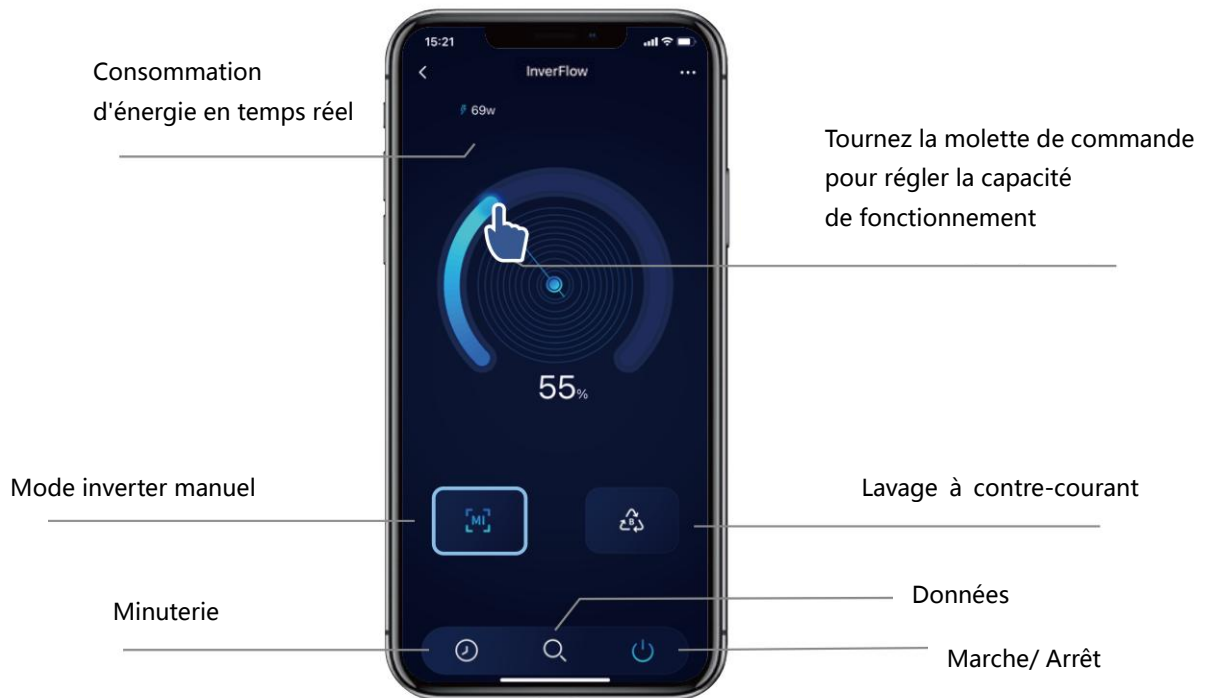 15:21
InverFlow
Consommation
d'énergie en temps réel
69w
Tournez la molette de commande
pour régler la capacité
de fonctionnement
55%
Mode inverter manuel
MI
B
Lavage à contre-courant
Minuterie
Données
Marche/ Arrêt